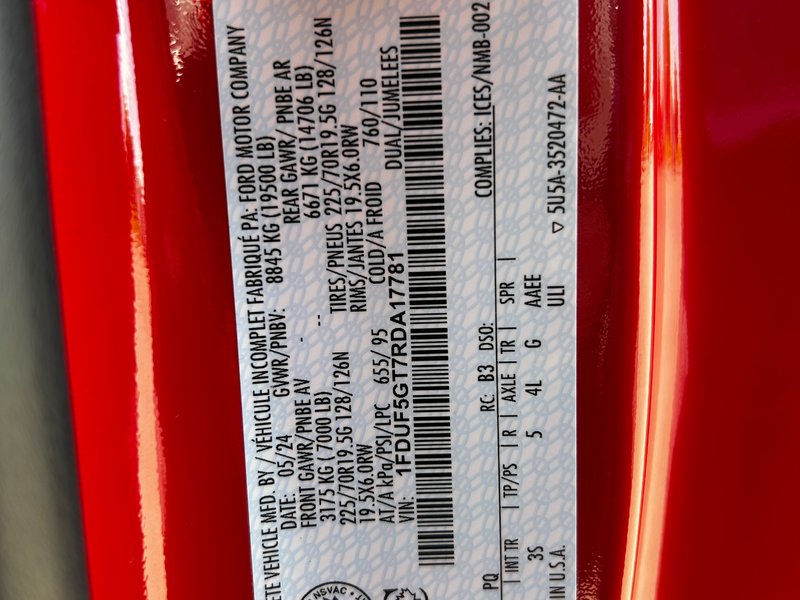 ETE VEHICLE MFD. BY / VÉHICULE INCOMPLET FABRIQUÉ PA: FORD MOTOR COMPANY
DATE: 05/24 GVWR/PNBV: 8845 KG (19500 LB)
FRONT GAWR/PNBE AV REAR GAWR/ PNBE AR
3175 KG (7000 LB) -- 6671 KG (14706 LB)
225/70R19.5G 128/126N TIRES/PNEUS 225/70R19.5G 128/126N
19.5X6.0RW RIMS/JANTES 19.5X6.0RW
AT/A kPa/PSI/LPC 655/95 COLD/A FROID 760/110
VIN: 1FDUF5GT7RDA17781 DUAL/JUMELEES
NSVAC
RC: B3 DSO: COMPLIES: ICES/NMB-002
PQ
INT TR | TP/PS | R | AXLE | TR | SPR |
3S 5 4L G AAEE
IN U.S.A. ULI ▽ 5U5A-3520472-AA